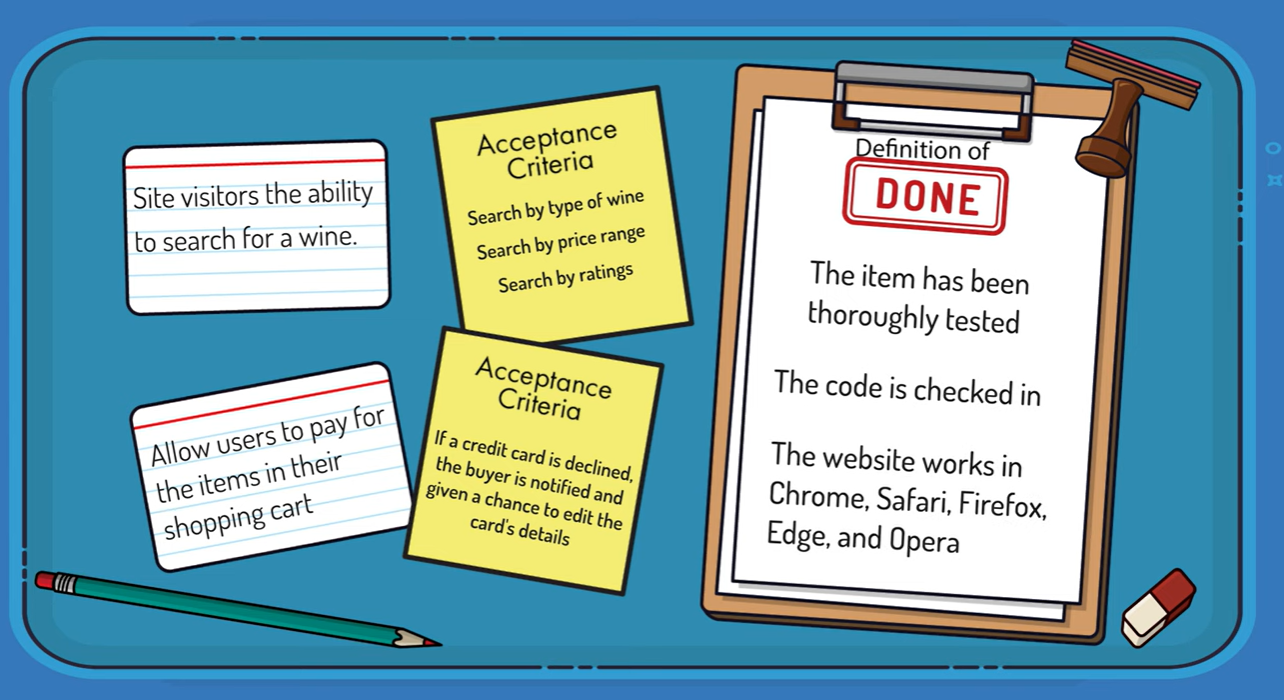 Site visitors the ability
to search for a wine.
Acceptance
Criteria
Search by type of wine
Search by price range
Search by ratings
Allow users to pay for
the items in their
shopping cart
Acceptance
Criteria
If a credit card is declined,
the buyer is notified and
given a chance to edit the
card's details
Definition of
DONE
The item has been
thoroughly tested
The code is checked in
The website works in
Chrome, Safari, Firefox,
Edge, and Opera